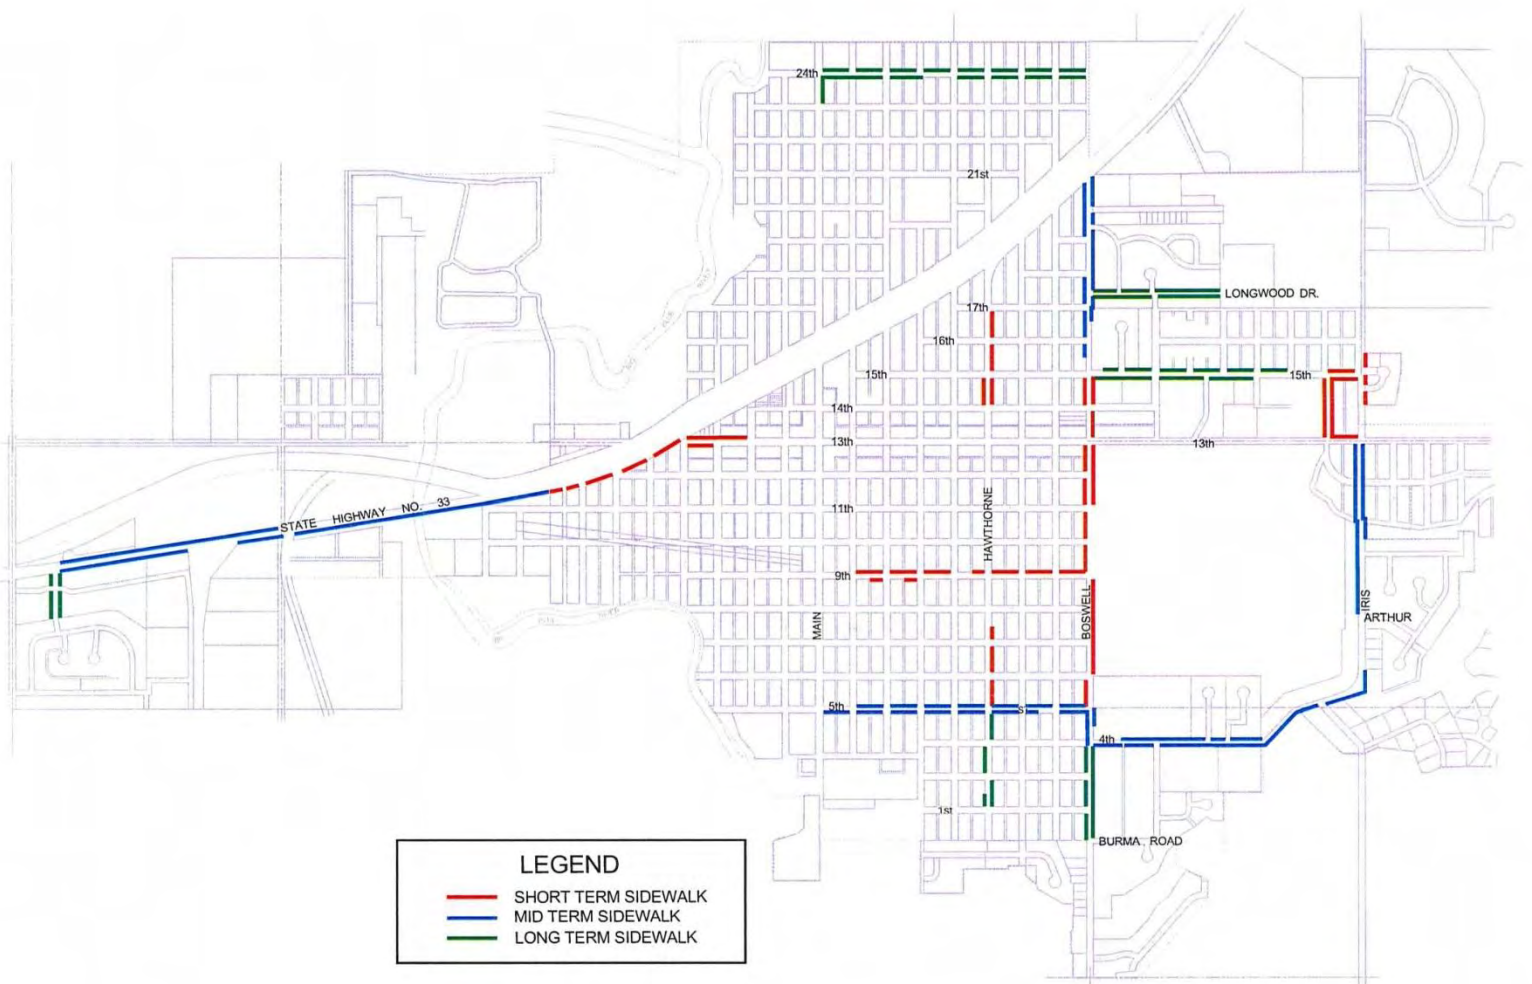 24th
21st
LONGWOOD DR.
17th
16th
15th
15th
14th
13th
13th
STATE HIGHWAY NO. 33
11th
HAWTHORNE
9th
MAIN
BOSWELL
IRIS
ARTHUR
5th
St
4th
1st
BURMA ROAD
LEGEND
SHORT TERM SIDEWALK
MID TERM SIDEWALK
LONG TERM SIDEWALK